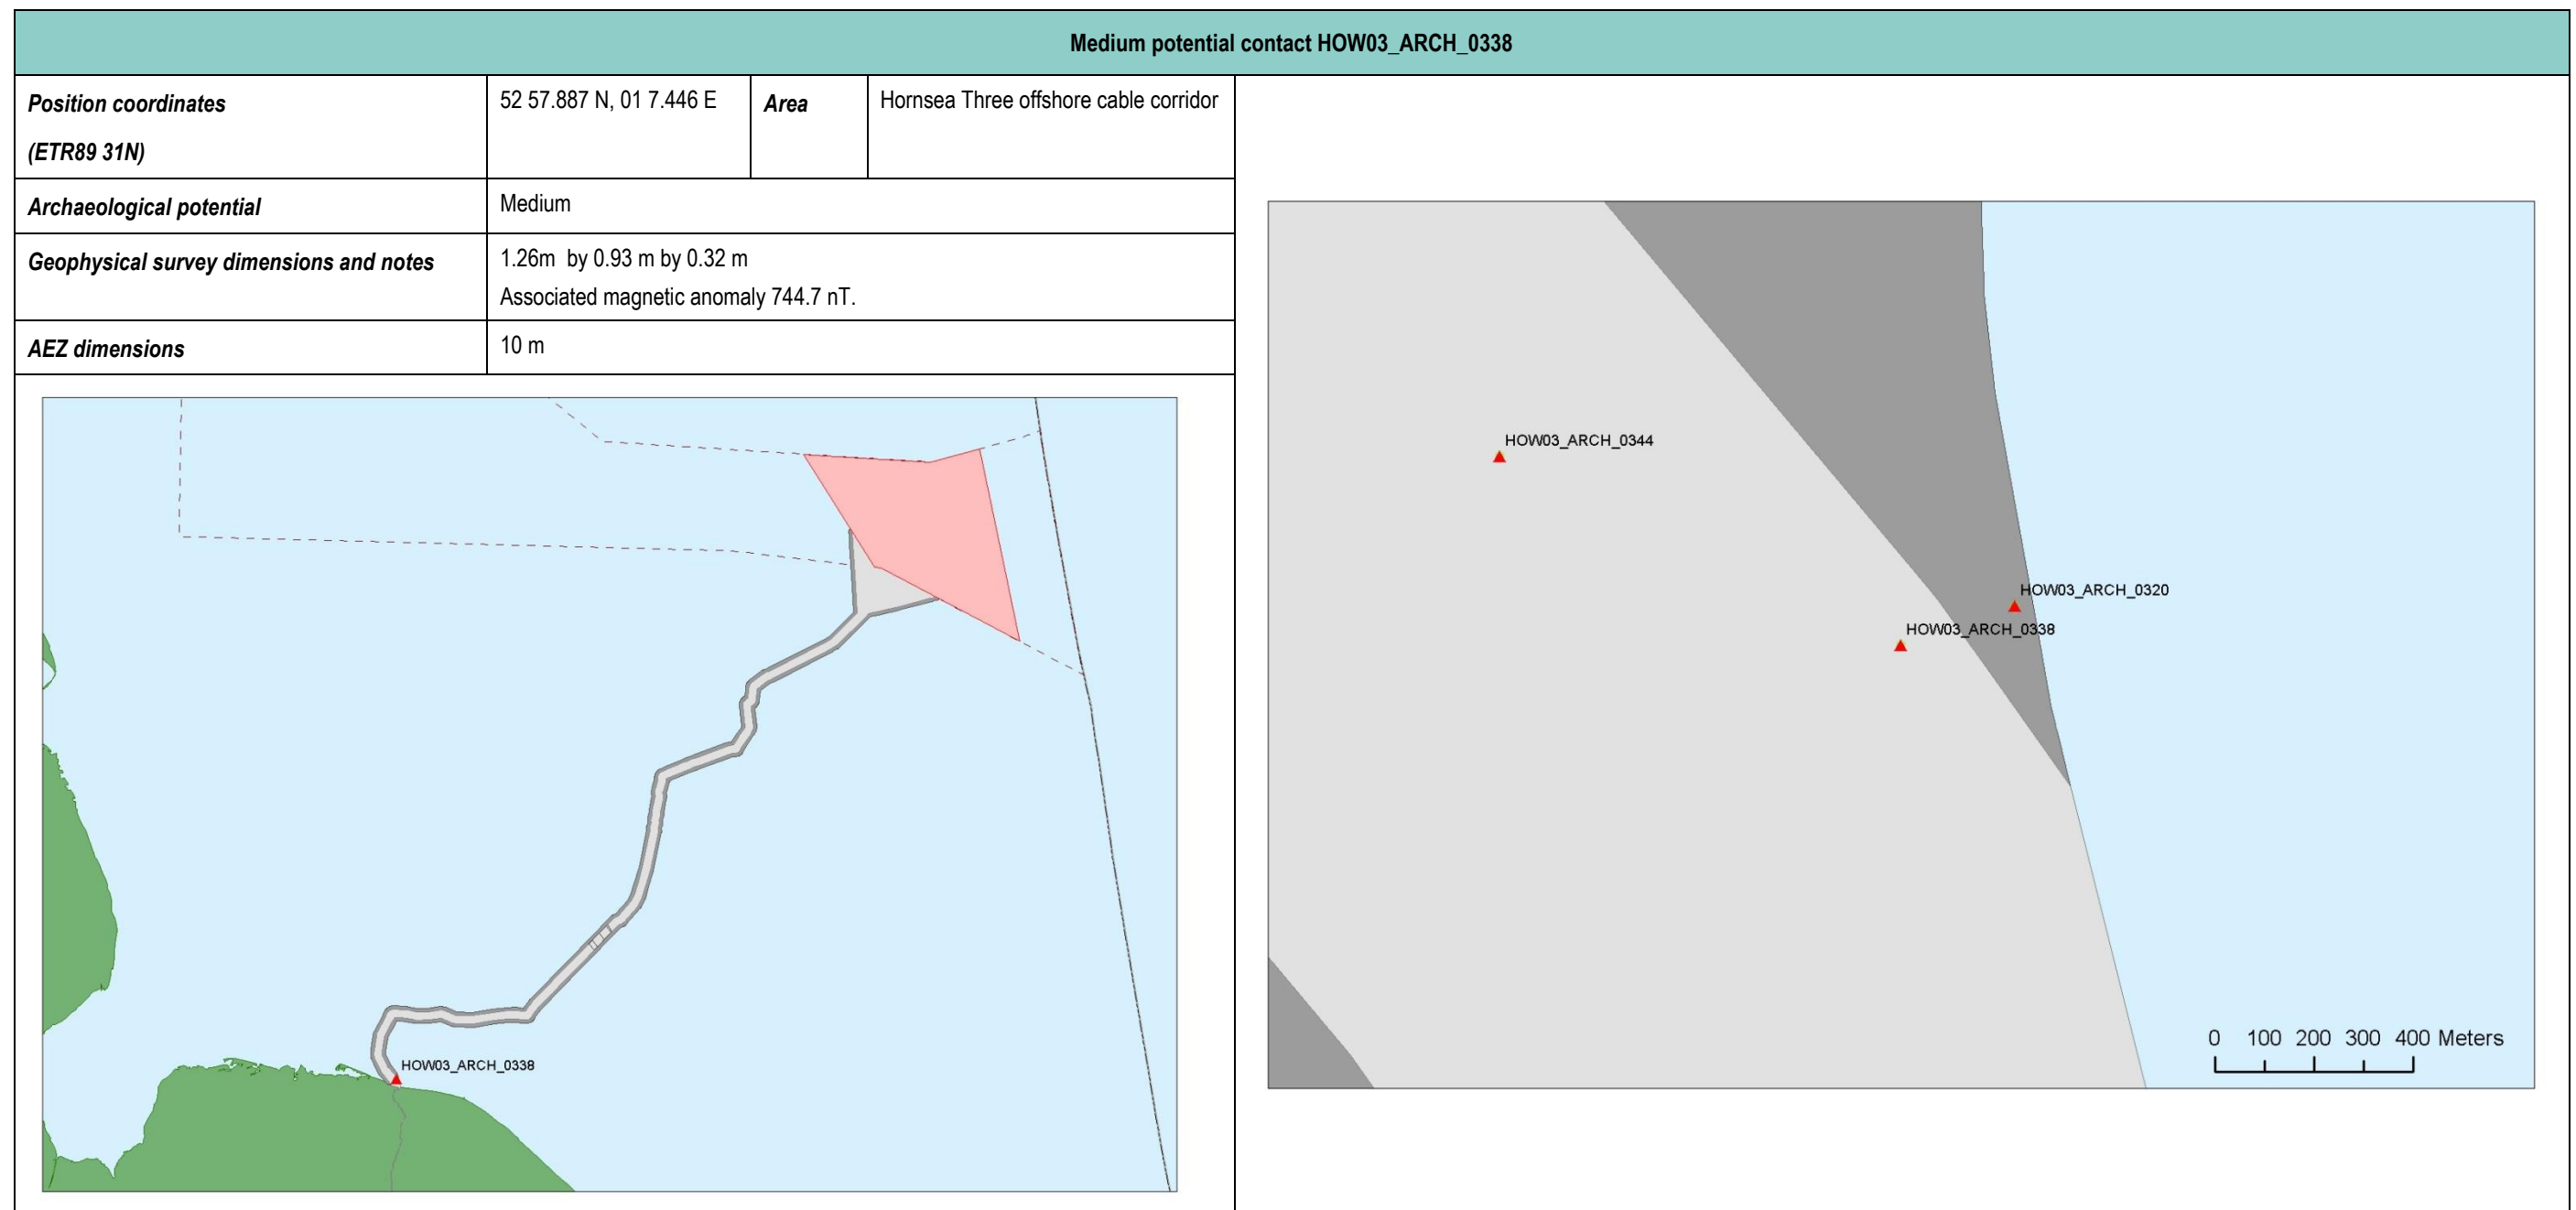 Medium potential contact HOW03_ARCH_0338
Position coordinates
(ETR89 31N)
52 57.887 N, 01 7.446 E
Area
Hornsea Three offshore cable corridor
Archaeological potential
Medium
Geophysical survey dimensions and notes
1.26m  by 0.93 m by 0.32 m
Associated magnetic anomaly 744.7 nT.
AEZ dimensions
10 m
HOW03_ARCH_0338
HOW03_ARCH_0344
HOW03_ARCH_0320
HOW03_ARCH_0338
0 100 200 300 400 Meters